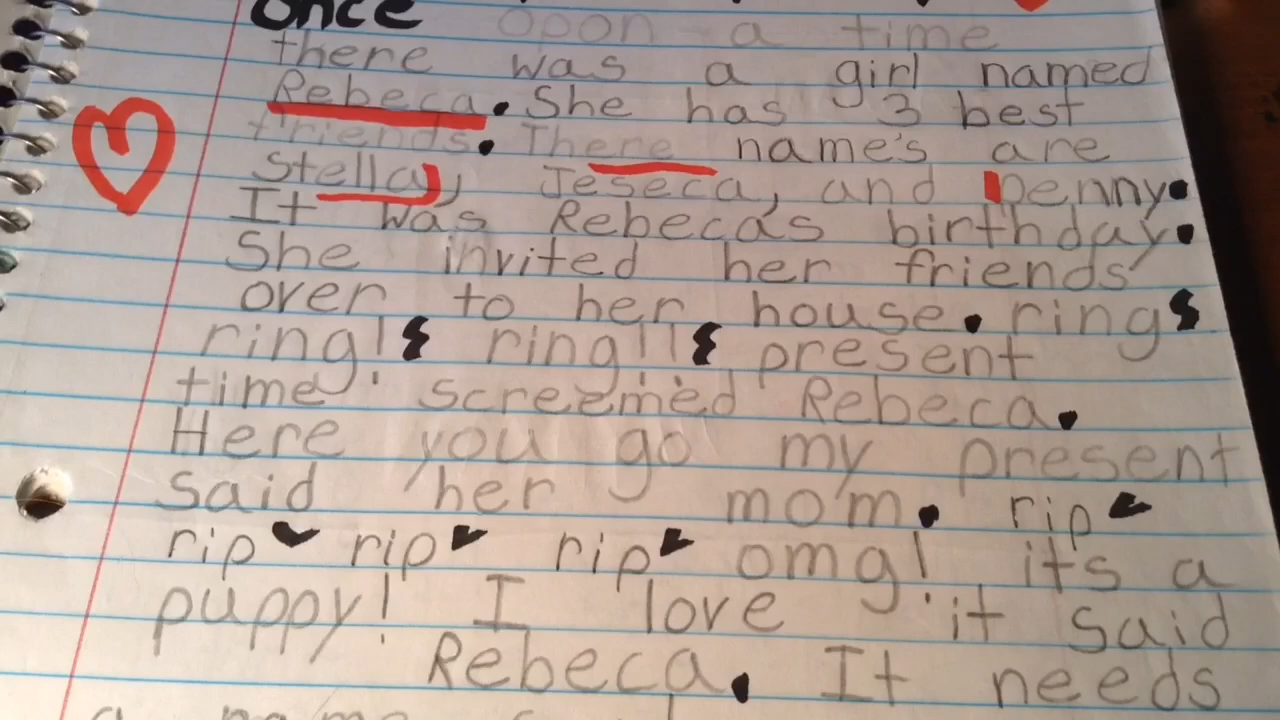 Once Opon a time
there was a girl named
Rebeca. She has 3 best
friends. There name's are
Stella, Jeseca, and penny.
It was Rebeca's birthday.
She invited her friends
over to her house. ring
ring! ring!! present
time screemed Rebeca.
Here you go my present
said her mom. rip
rip rip rip omg! it's a
puppy! I love it said
Rebeca. It needs
a name